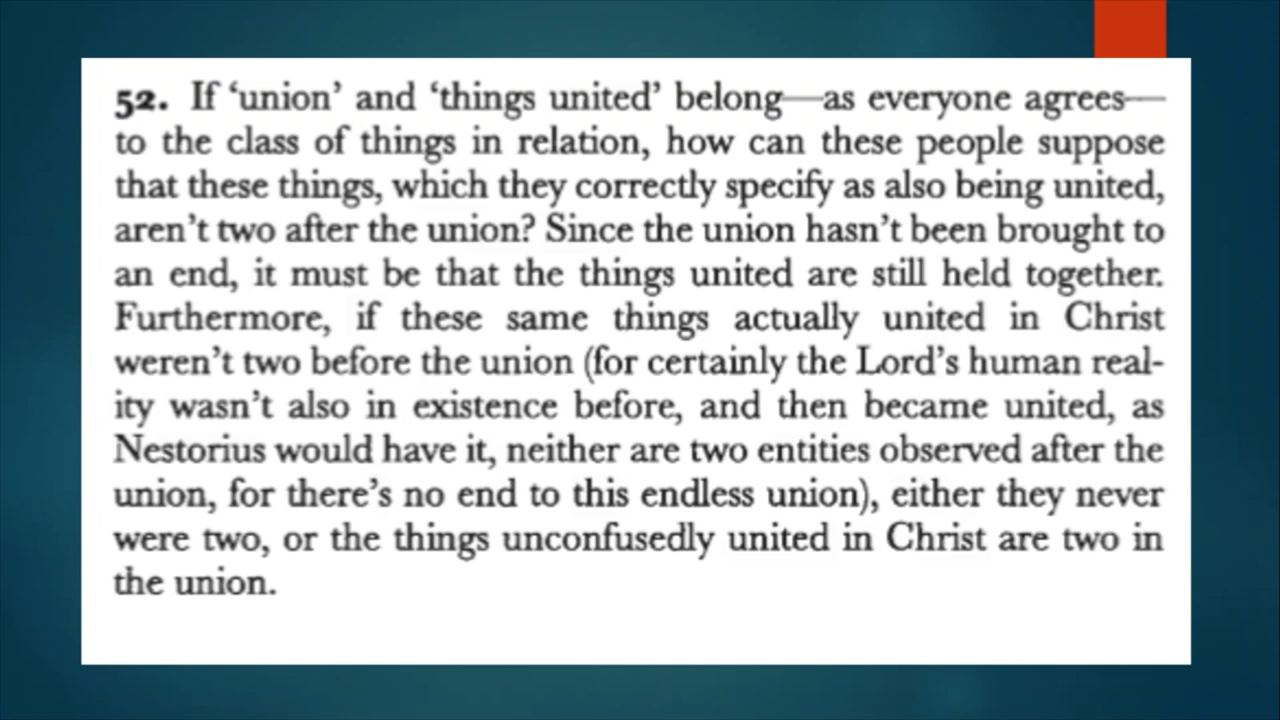 52. If ‘union’ and ‘things united’ belong—as everyone agrees—
to the class of things in relation, how can these people suppose
that these things, which they correctly specify as also being united,
aren’t two after the union? Since the union hasn’t been brought to
an end, it must be that the things united are still held together.
Furthermore, if these same things actually united in Christ
weren’t two before the union (for certainly the Lord’s human real-
ity wasn’t also in existence before, and then became united, as
Nestorius would have it, neither are two entities observed after the
union, for there’s no end to this endless union), either they never
were two, or the things unconfusedly united in Christ are two in
the union.